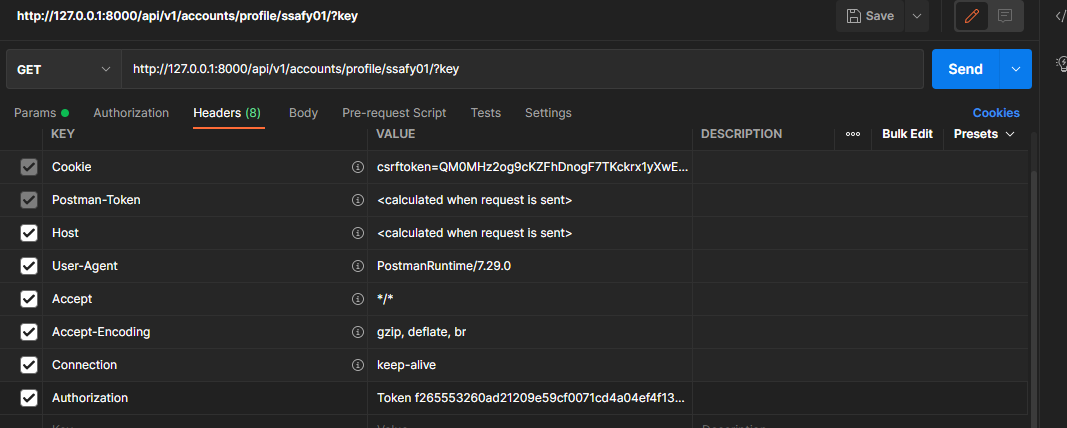 http://127.0.0.1:8000/api/v1/accounts/profile/ssafy01/?key
Save
GET http://127.0.0.1:8000/api/v1/accounts/profile/ssafy01/?key Send
Params Authorization Headers (8) Body Pre-request Script Tests Settings Cookies
KEY VALUE DESCRIPTION Bulk Edit Presets
Cookie csrftoken=QM0MHz2og9cKZFhDnogF7TKckrx1yXwE...
Postman-Token <calculated when request is sent>
Host <calculated when request is sent>
User-Agent PostmanRuntime/7.29.0
Accept */*
Accept-Encoding gzip, deflate, br
Connection keep-alive
Authorization Token f265553260ad21209e59cf0071cd4a04ef4f13...
Key Value Description